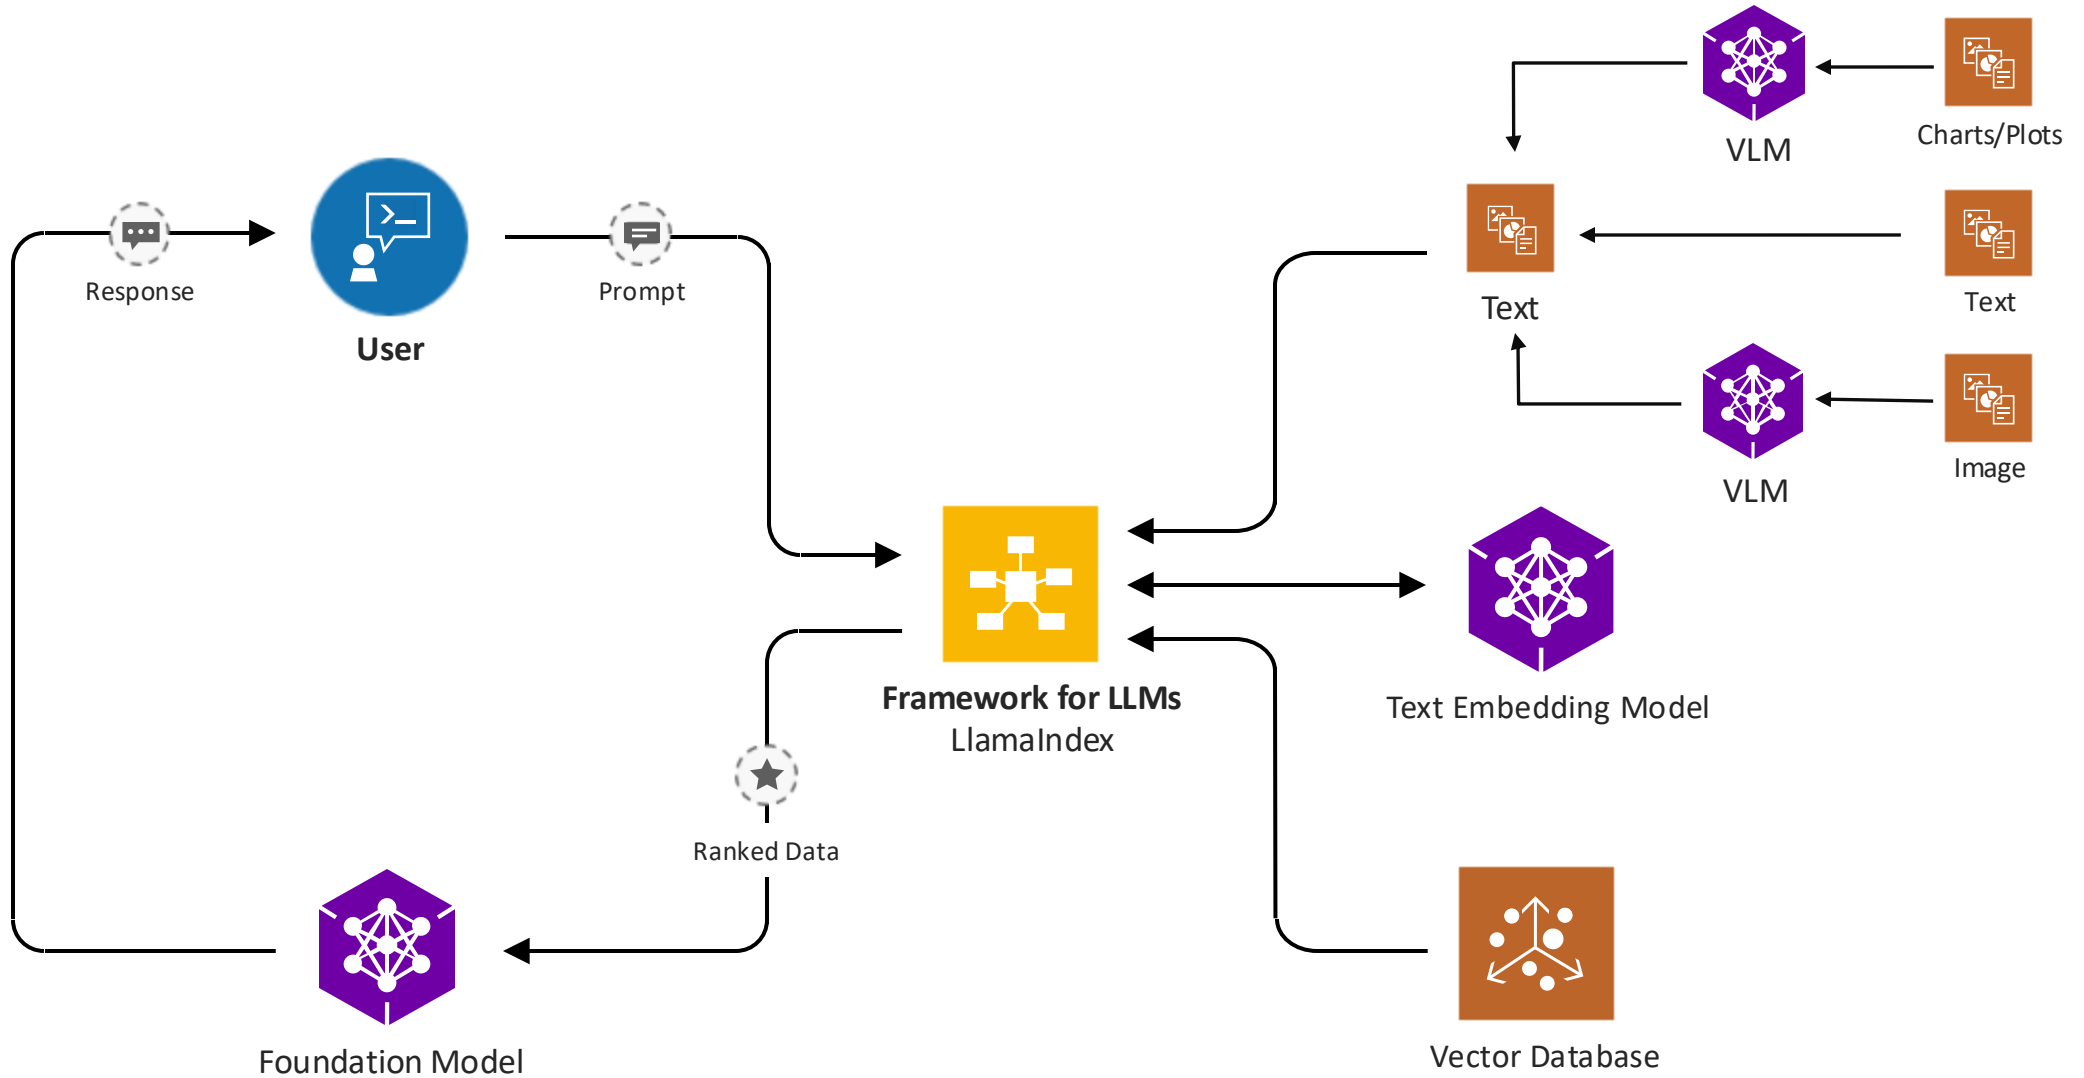 VLM
Charts/Plots
Response
User
Prompt
Text
Text
VLM
Image
Framework for LLMs
LlamaIndex
Text Embedding Model
Ranked Data
Foundation Model
Vector Database